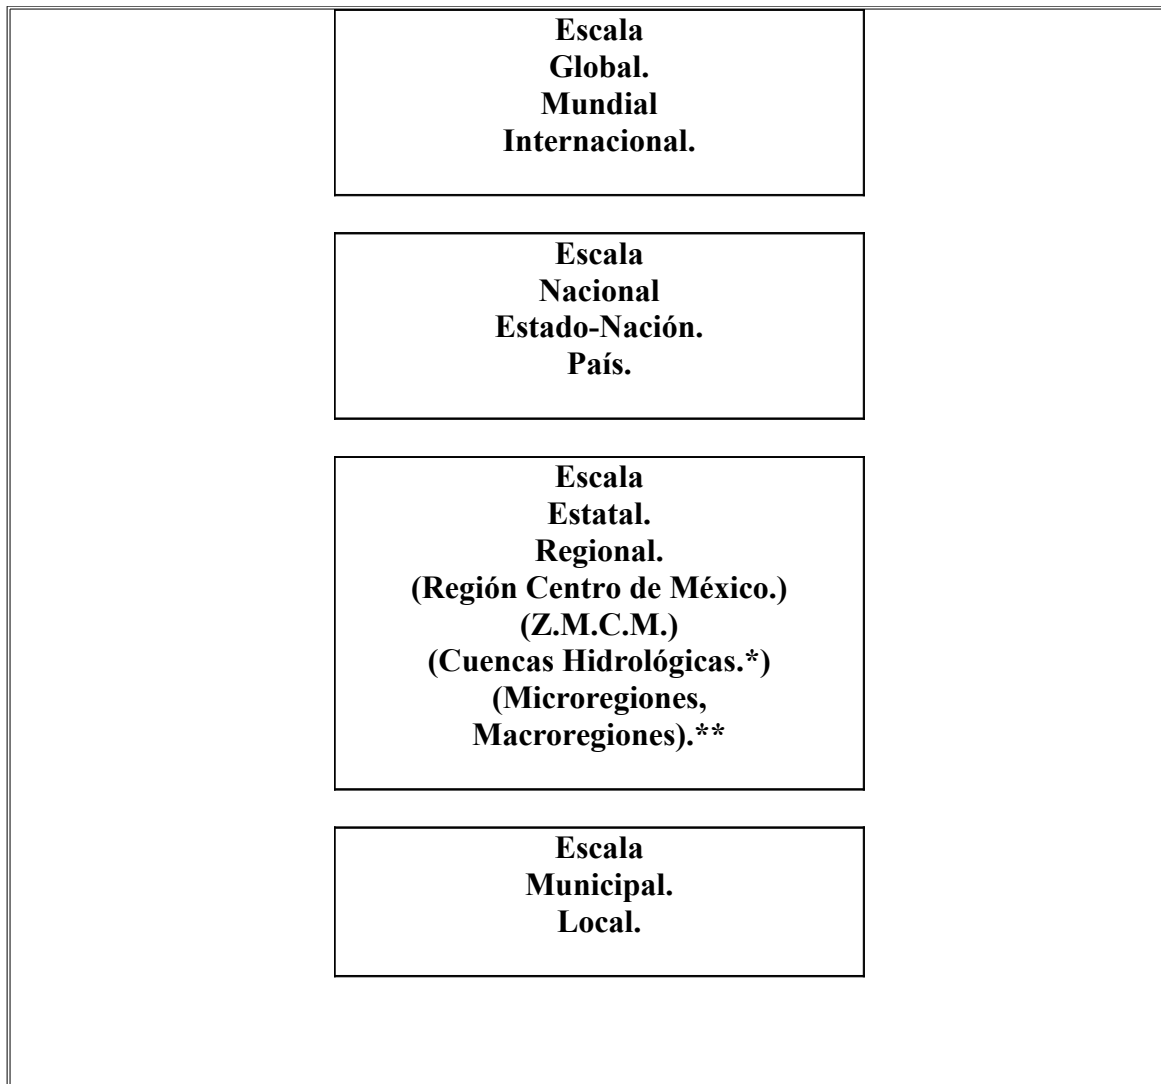 Escala
Global.
Mundial
Internacional.
Escala
Nacional
Estado-Nación.
País.
Escala
Estatal.
Regional.
(Región Centro de México.)
(Z.M.C.M.)
(Cuencas Hidrológicas.*)
(Microregiones,
Macroregiones).**
Escala
Municipal.
Local.